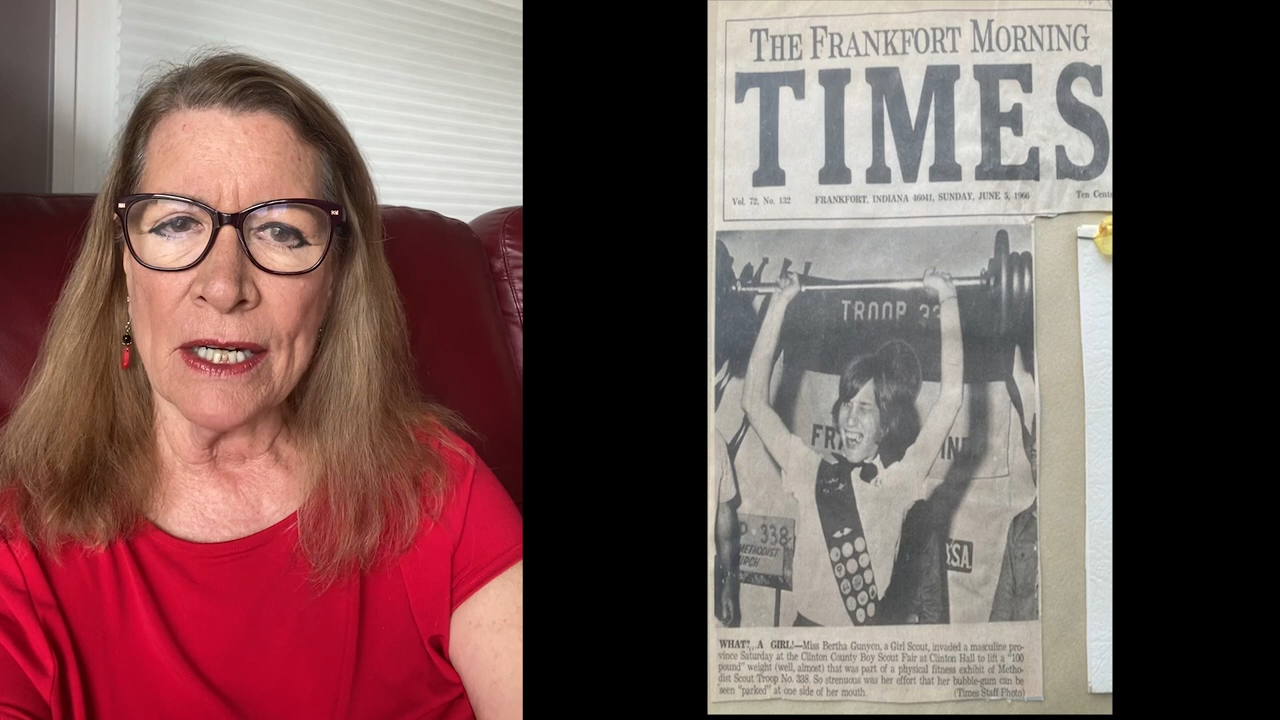 THE FRANKFORT MORNING
TIMES
Vol. 72, No. 132 FRANKFORT, INDIANA 46041, SUNDAY, JUNE 5, 1966 Ten Cents
TROOP 33
FR
IND
P. 338
METHODIST
URCH
BSA
WHAT? A GIRL!—Miss Bertha Gunyon, a Girl Scout, invaded a masculine pro-
vince Saturday at the Clinton County Boy Scout Fair at Clinton Hall to lift a "100
pound" weight (well, almost) that was part of a physical fitness exhibit of Metho-
dist Scout Troop No. 338. So strenuous was her effort that her bubble-gum can be
seen "parked" at one side of her mouth. (Times Staff Photo)